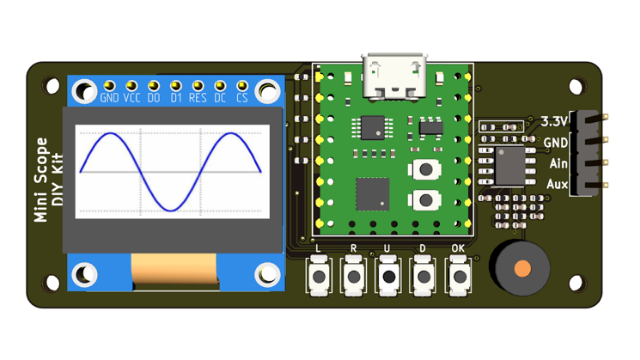 GND VCC D0 D1 RES DC CS
Mini Scope
DIY Kit
3.3V
GND
Ain
Aux
L R U D OK